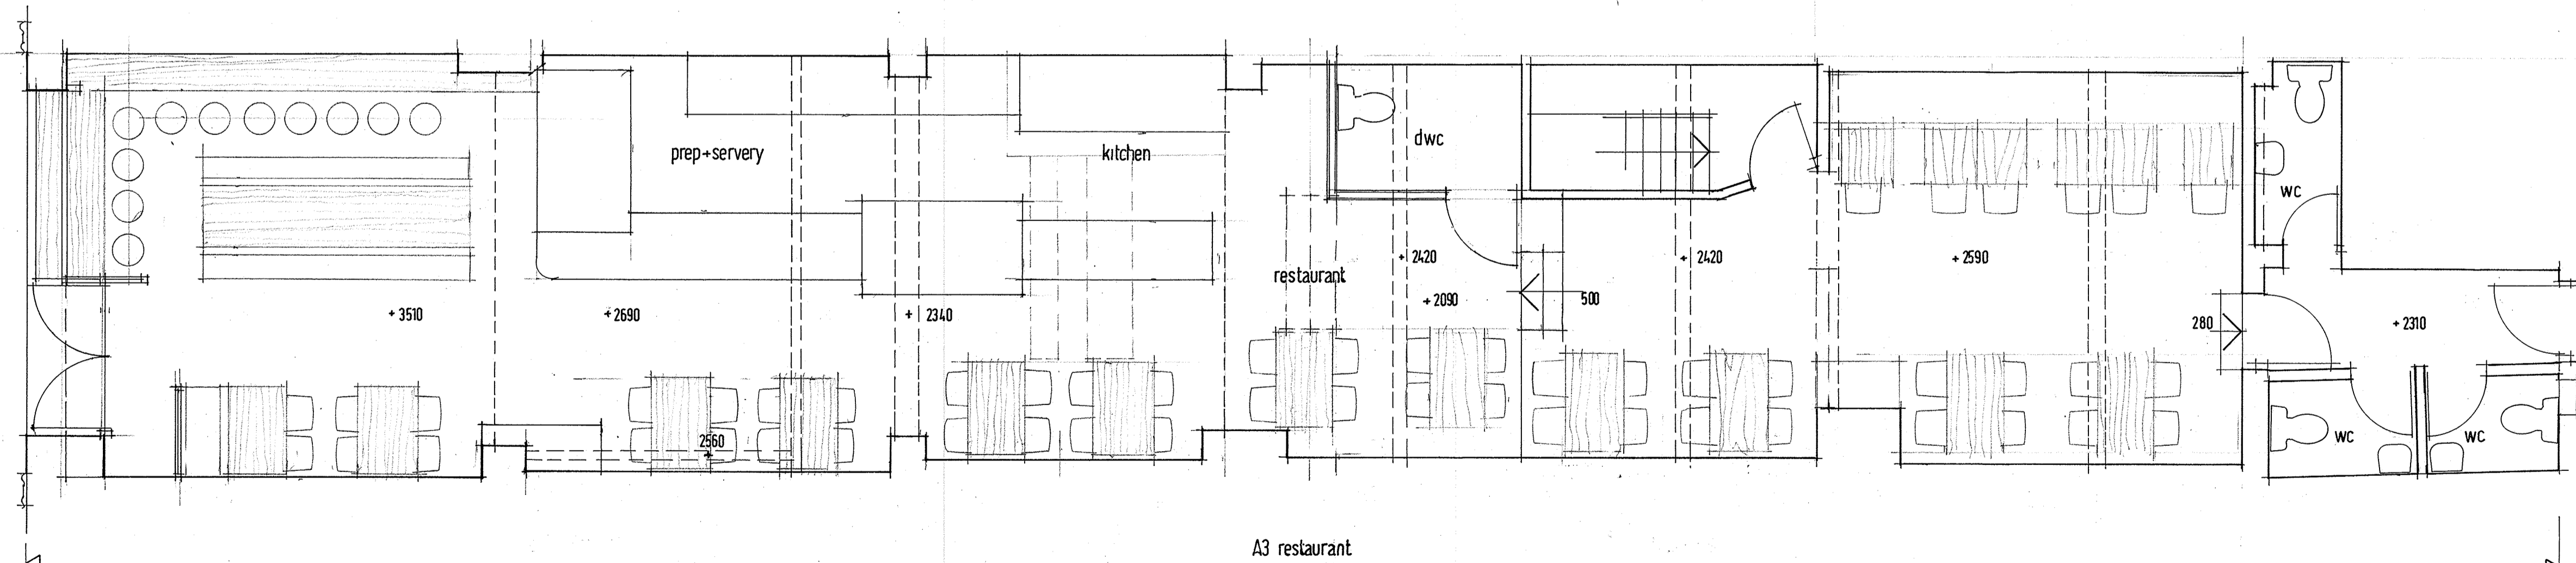 prep+servery
kitchen
dwc
wc
+ 2420
+ 2420
+ 2590
restaurant
+ 2090
500
+ 3510
+ 2690
+ 2340
280
+ 2310
2560
wc
wc
A3 restaurant